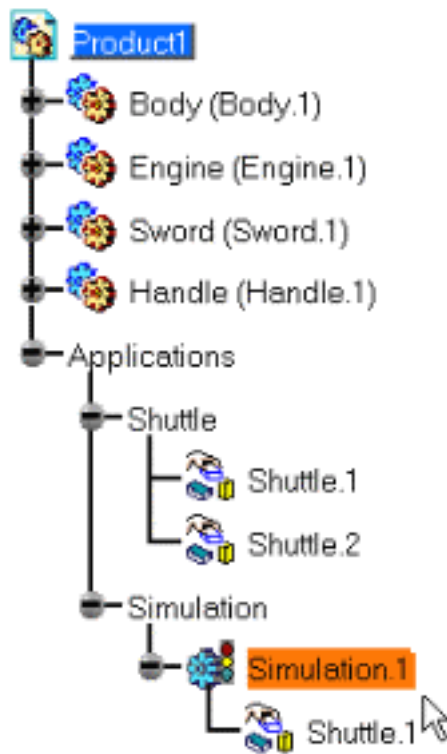 Product1
Body (Body.1)
Engine (Engine.1)
Sword (Sword.1)
Handle (Handle.1)
Applications
Shuttle
Shuttle.1
Shuttle.2
Simulation
Simulation.1
Shuttle.1